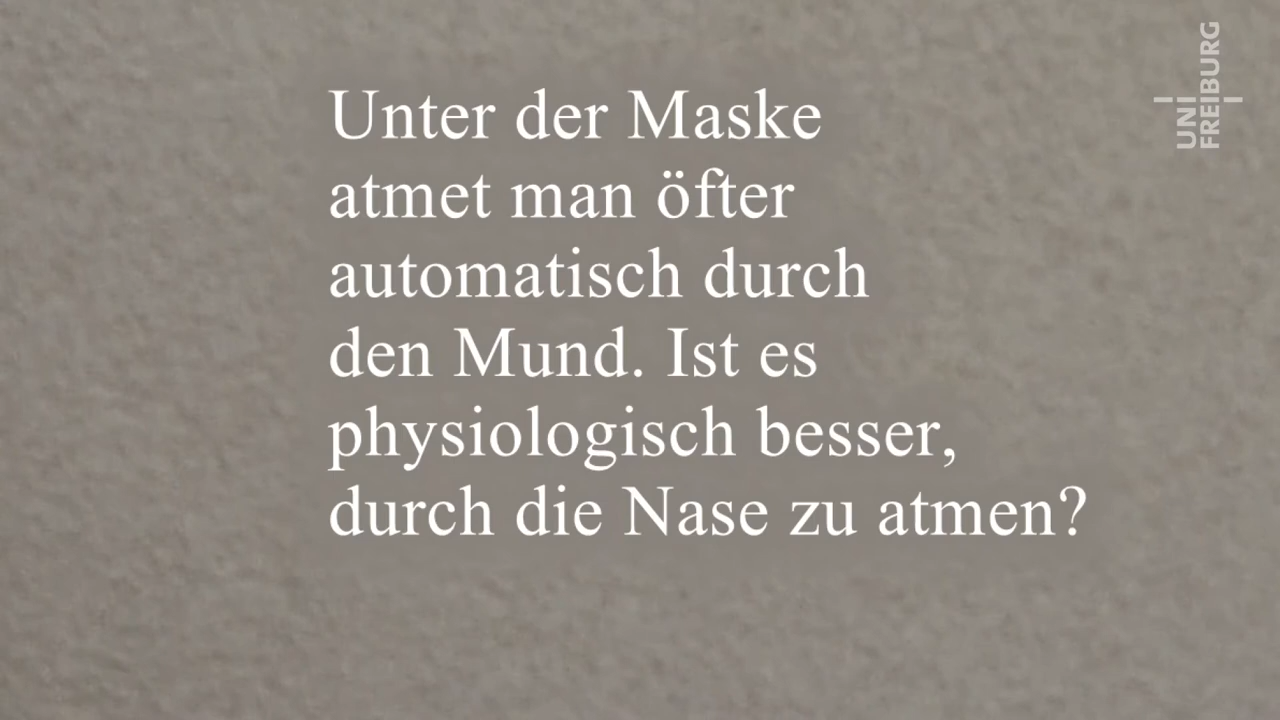 Unter der Maske
atmet man öfter
automatisch durch
den Mund. Ist es
physiologisch besser,
durch die Nase zu atmen?
UNI
FREIBURG